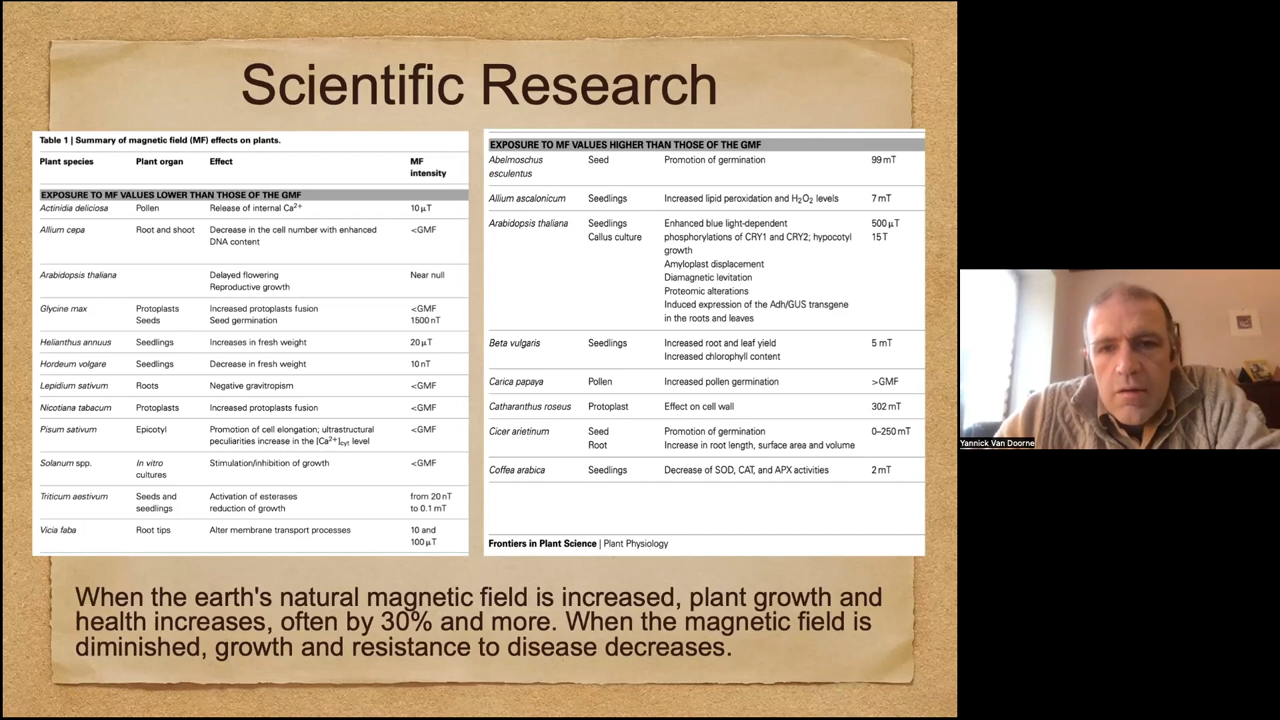 Scientific Research
Table 1 | Summary of magnetic field (MF) effects on plants.
Plant species Plant organ Effect MF
intensity
EXPOSURE TO MF VALUES LOWER THAN THOSE OF THE GMF
Actinidia deliciosa Pollen Release of internal Ca²⁺ 10 µT
Allium cepa Root and shoot Decrease in the cell number with enhanced <GMF
DNA content
Arabidopsis thaliana Delayed flowering Near null
Reproductive growth
Glycine max Protoplasts Increased protoplasts fusion <GMF
Seeds Seed germination 1500 nT
Helianthus annuus Seedlings Increases in fresh weight 20 µT
Hordeum volgare Seedlings Decrease in fresh weight 10 nT
Lepidium sativum Roots Negative gravitropism <GMF
Nicotiana tabacum Protoplasts Increased protoplasts fusion <GMF
Pisum sativum Epicotyl Promotion of cell elongation; ultrastructural <GMF
peculiarities increase in the [Ca²⁺]cyt level
Solanum spp. In vitro Stimulation/inhibition of growth <GMF
cultures
Triticum aestivum Seeds and Activation of esterases from 20 nT
seedlings reduction of growth to 0.1 mT
Vicia faba Root tips Alter membrane transport processes 10 and
100 µT
EXPOSURE TO MF VALUES HIGHER THAN THOSE OF THE GMF
Abelmoschus Seed Promotion of germination 99 mT
esculentus
Allium ascalonicum Seedlings Increased lipid peroxidation and H₂O₂ levels 7 mT
Arabidopsis thaliana Seedlings Enhanced blue light-dependent 500 µT
Callus culture phosphorylations of CRY1 and CRY2; hypocotyl 15 T
growth
Amyloplast displacement
Diamagnetic levitation
Proteomic alterations
Induced expression of the Adh/GUS transgene
in the roots and leaves
Beta vulgaris Seedlings Increased root and leaf yield 5 mT
Increased chlorophyll content
Carica papaya Pollen Increased pollen germination >GMF
Catharanthus roseus Protoplast Effect on cell wall 302 mT
Cicer arietinum Seed Promotion of germination 0–250 mT
Root Increase in root length, surface area and volume
Coffea arabica Seedlings Decrease of SOD, CAT, and APX activities 2 mT
Frontiers in Plant Science | Plant Physiology
When the earth's natural magnetic field is increased, plant growth and
health increases, often by 30% and more. When the magnetic field is
diminished, growth and resistance to disease decreases.
Yannick Van Doorne